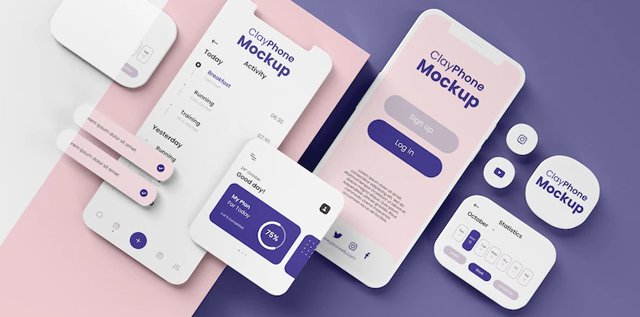 ClayPhone
Mockup
Today
Activity
Breakfast
06.30
Running
07.30
Training
Yesterday
Running
Lorem ipsum dolor sit amet
Lorem ipsum dolor sit amet
Good day!
My Plan
For Today
75%
ClayPhone
Mockup
Sign up
Log in
ClayPhone
Mockup
October
Statistics
Week